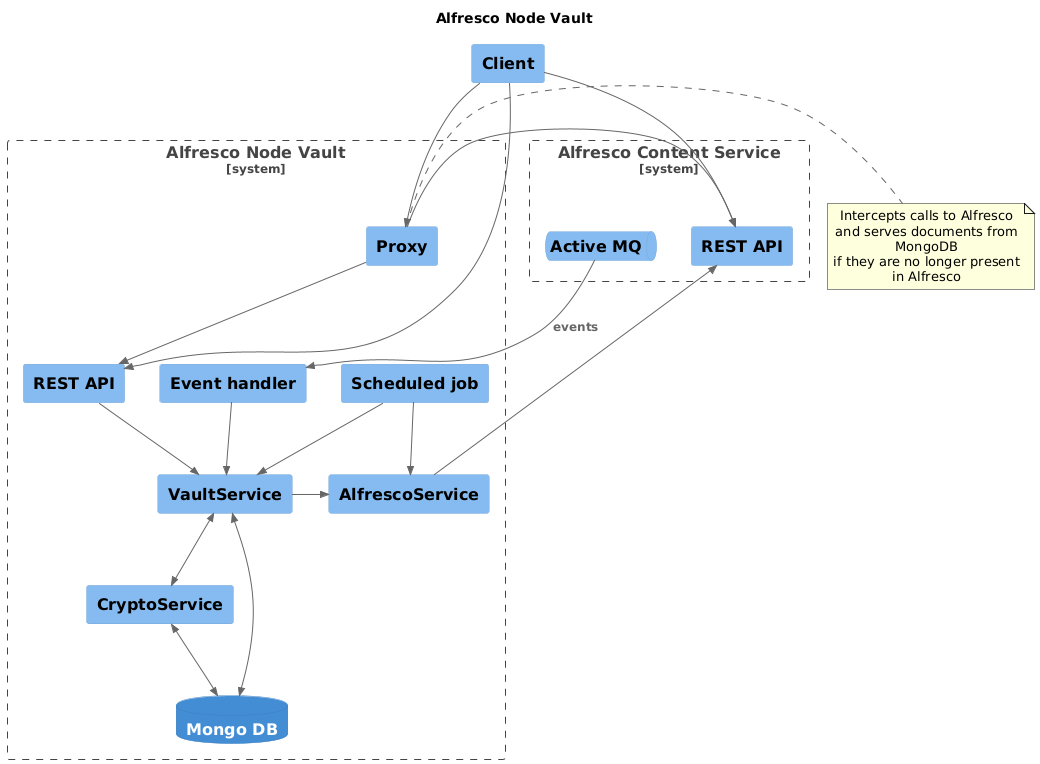 Alfresco Node Vault
Client
Alfresco Node Vault
[system]
Alfresco Content Service
[system]
Proxy
Active MQ
REST API
Intercepts calls to Alfresco
and serves documents from
MongoDB
if they are no longer present
in Alfresco
events
REST API
Event handler
Scheduled job
VaultService
AlfrescoService
CryptoService
Mongo DB